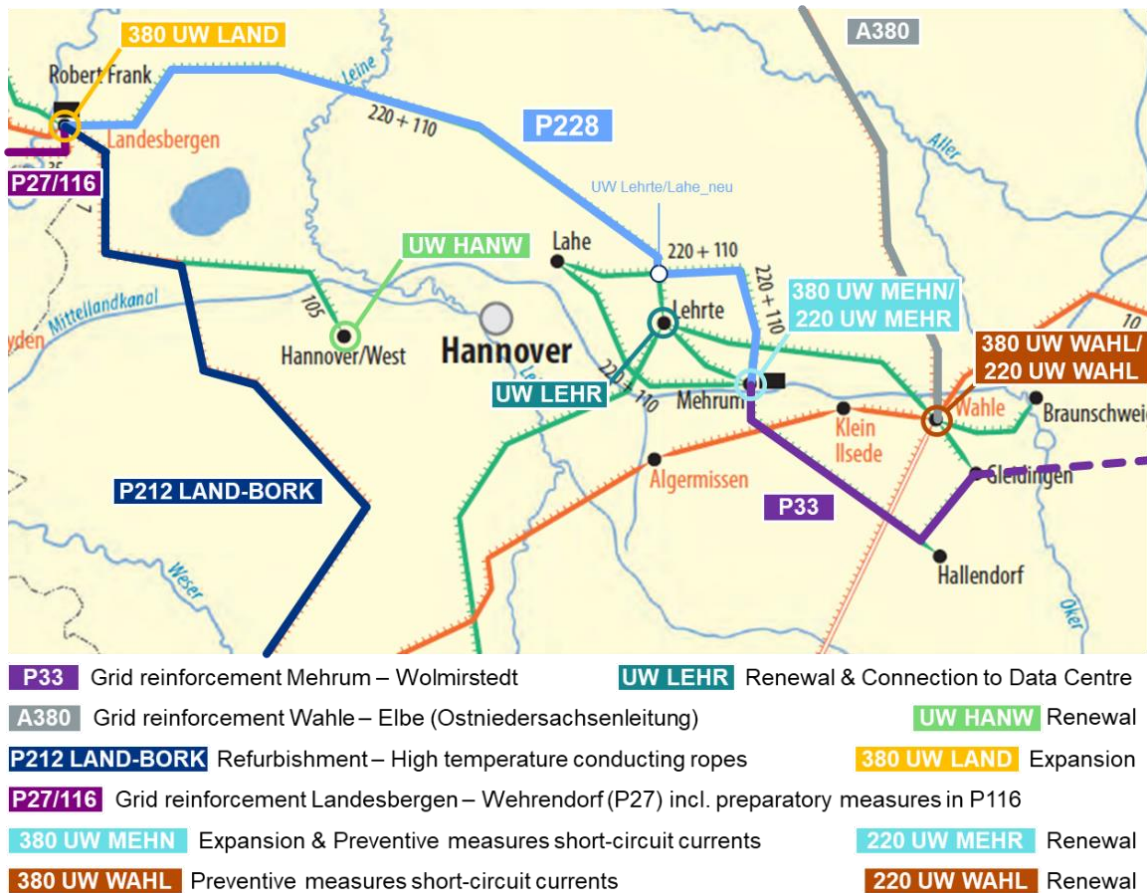 380 UW LAND
A380
Robert Frank
Leine
220 + 110
P228
Landesbergen
Aller
P27/116
7
UW Lehrte/Lahe_neu
UW HANW
Lahe
220 + 110
220 + 110
380 UW MEHN/
220 UW MEHR
Mittellandkanal
105
Lehrte
10
yden
Hannover/West
Hannover
380 UW WAHL/
220 UW WAHL
UW LEHR
220 + 110
Mehrum
Wahle
Braunschweig
Klein
Ilsede
Algermissen
Gleidingen
P212 LAND-BORK
P33
Hallendorf
Weser
Oker
P33 Grid reinforcement Mehrum – Wolmirstedt
UW LEHR Renewal & Connection to Data Centre
A380 Grid reinforcement Wahle – Elbe (Ostniedersachsenleitung)
UW HANW Renewal
P212 LAND-BORK Refurbishment – High temperature conducting ropes
380 UW LAND Expansion
P27/116 Grid reinforcement Landesbergen – Wehrendorf (P27) incl. preparatory measures in P116
380 UW MEHN Expansion & Preventive measures short-circuit currents
220 UW MEHR Renewal
380 UW WAHL Preventive measures short-circuit currents
220 UW WAHL Renewal